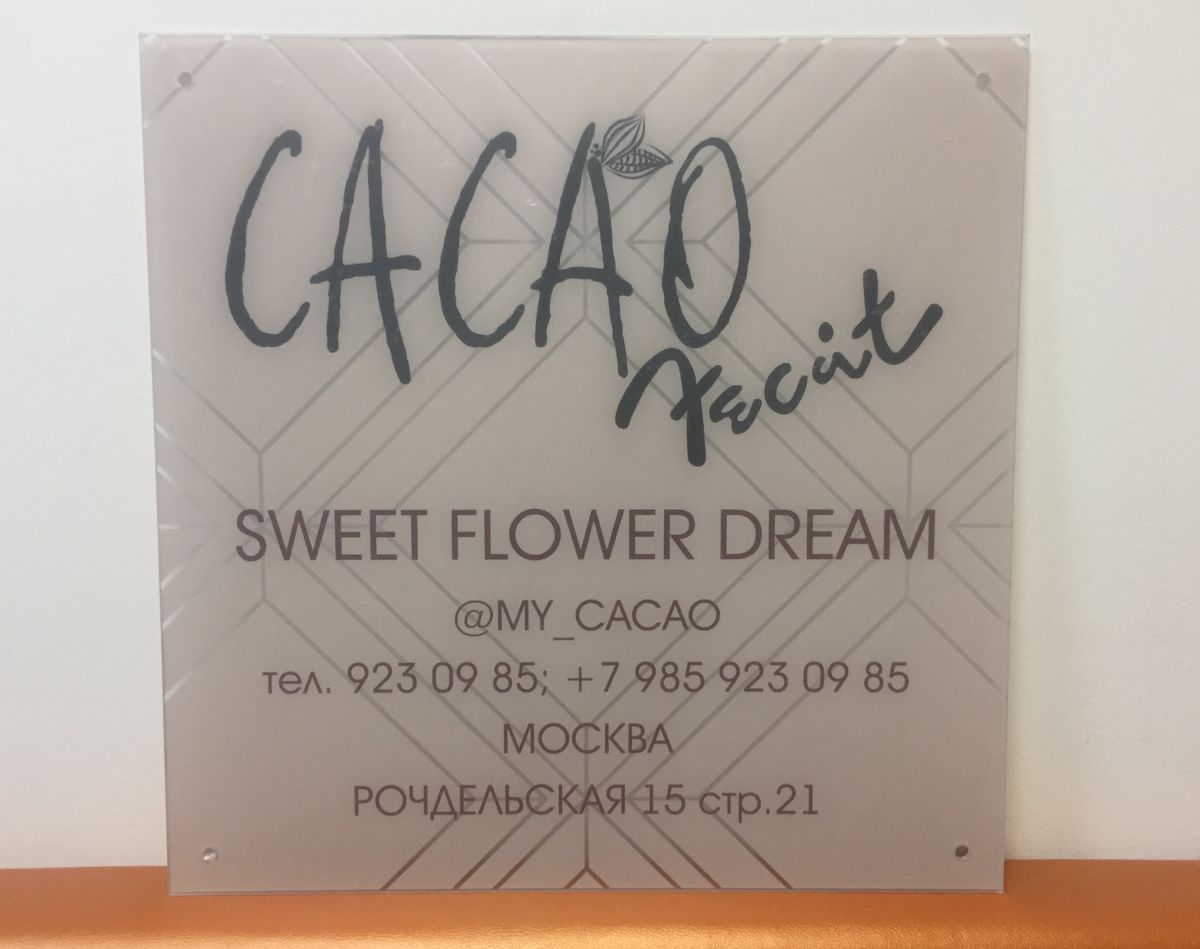 CACAO
Fecit
SWEET FLOWER DREAM
@MY_CACAO
тел. 923 09 85; +7 985 923 09 85
МОСКВА
РОЧДЕЛЬСКАЯ 15 стр.21